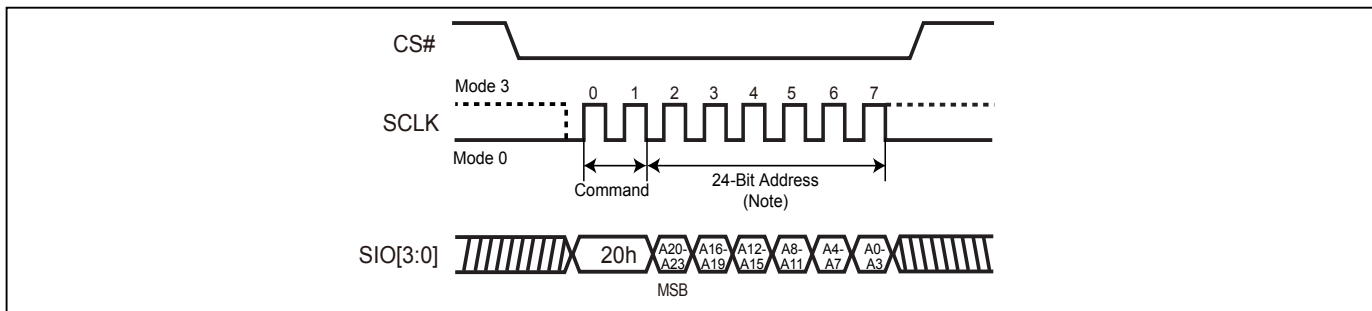 CS#
Mode 3
0 1 2 3 4 5 6 7
SCLK
Mode 0
Command
24-Bit Address
(Note)
SIO[3:0]
20h
A20-
A23
A16-
A19
A12-
A15
A8-
A11
A4-
A7
A0-
A3
MSB